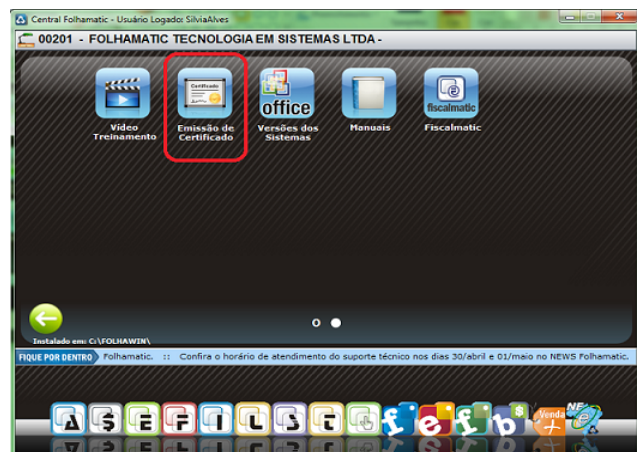 Central Folhamatic - Usuário Logado: SilviaAlves
00201 - FOLHAMATIC TECNOLOGIA EM SISTEMAS LTDA -
Certificado
office
fiscalmatic
Vídeo Treinamento
Emissão de Certificado
Versões dos Sistemas
Manuais
Fiscalmatic
Instalado em: C:\FOLHAWIN\
FIQUE POR DENTRO Folhamatic. :: Confira o horário de atendimento do suporte técnico nos dias 30/abril e 01/maio no NEWS Folhamatic.
A $ E F I L S T f e f b $ Venda + NF-e